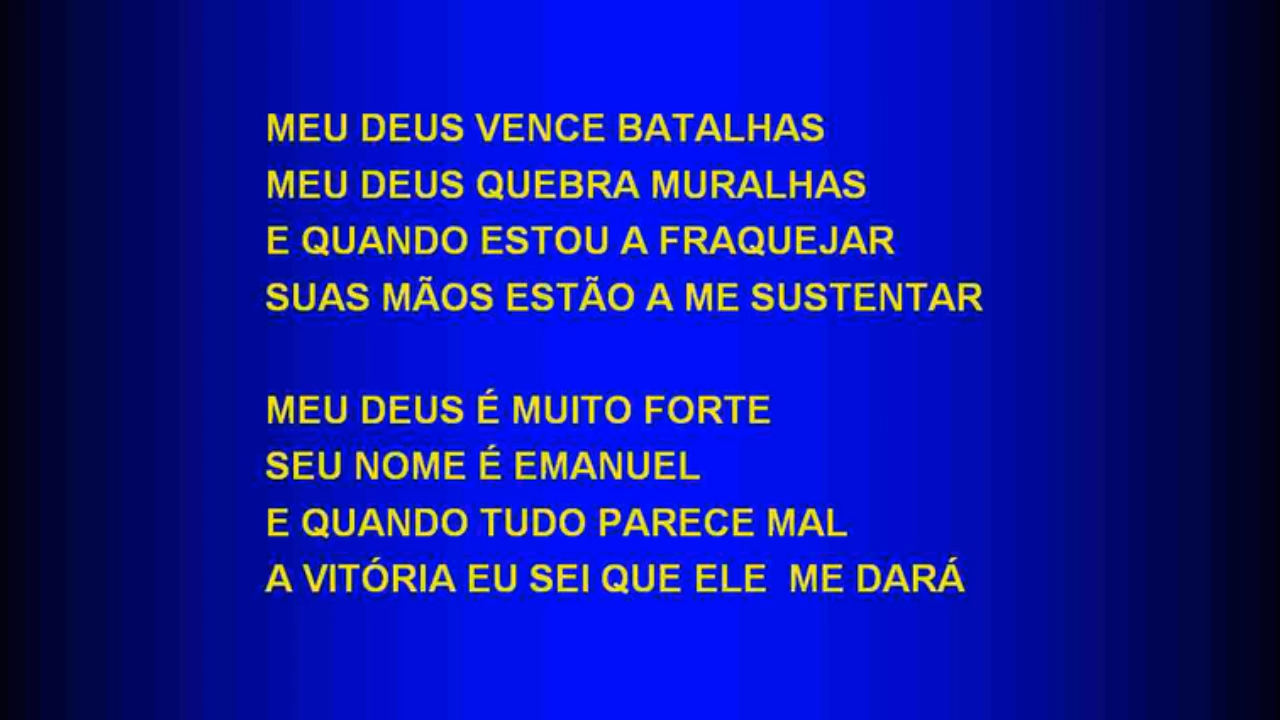 MEU DEUS VENCE BATALHAS
MEU DEUS QUEBRA MURALHAS
E QUANDO ESTOU A FRAQUEJAR
SUAS MÃOS ESTÃO A ME SUSTENTAR
MEU DEUS É MUITO FORTE
SEU NOME É EMANUEL
E QUANDO TUDO PARECE MAL
A VITÓRIA EU SEI QUE ELE  ME DARÁ